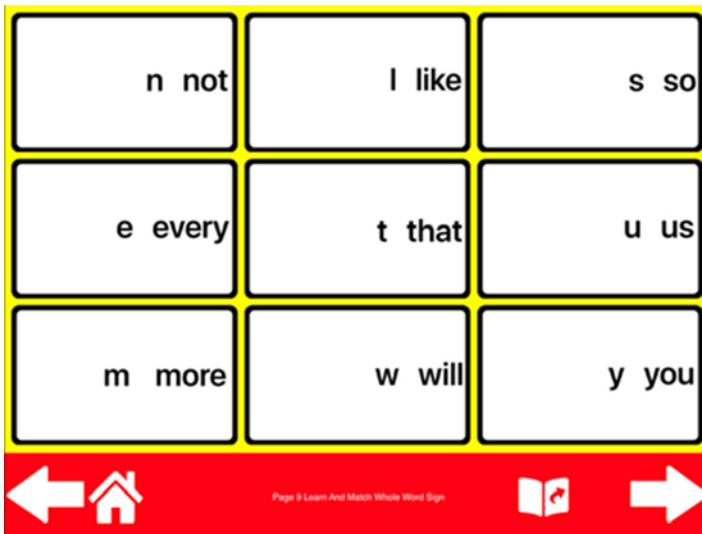 n not
l like
s so
e every
t that
u us
m more
w will
y you
Page 9 Learn And Match Whole Word Sign